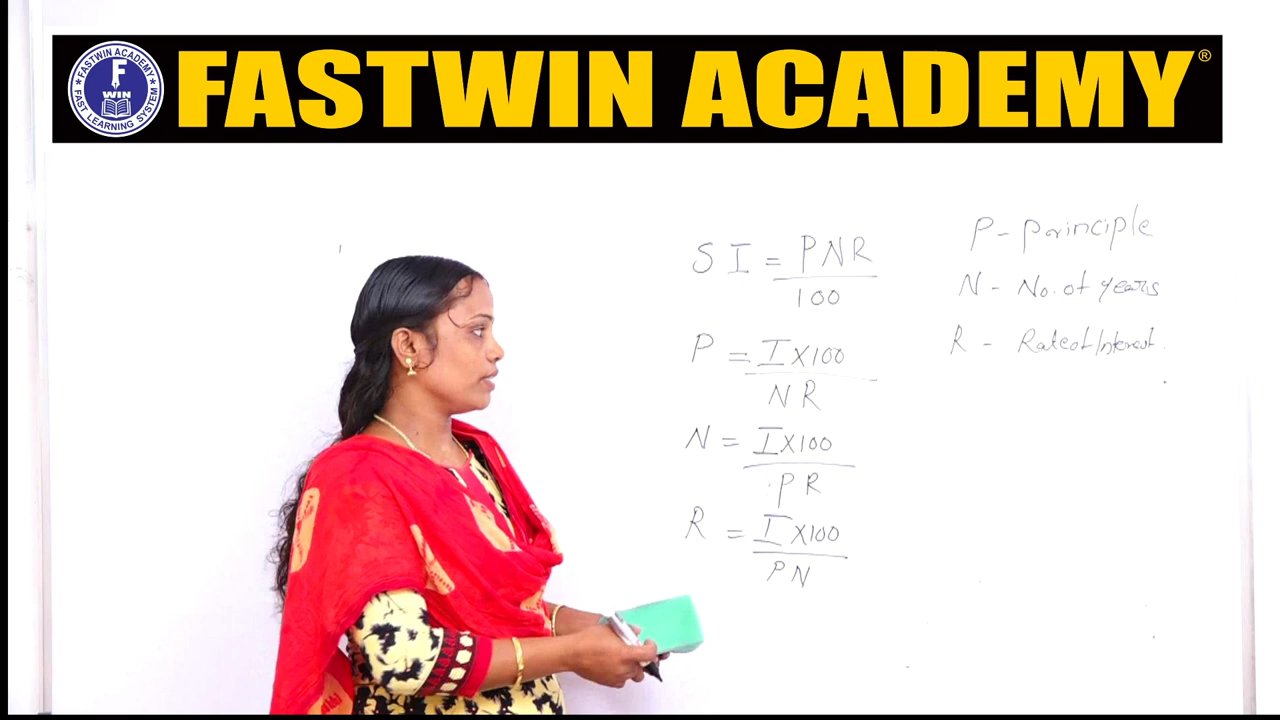 FASTWIN ACADEMY®
★ FASTWIN ACADEMY ★
F
WIN
FAST LEARNING SYSTEM
SI = PNR
100
P = I X 100
NR
N = I X 100
PR
R = I X 100
PN
P - Principle
N - No. of years
R - Rate of Interest.